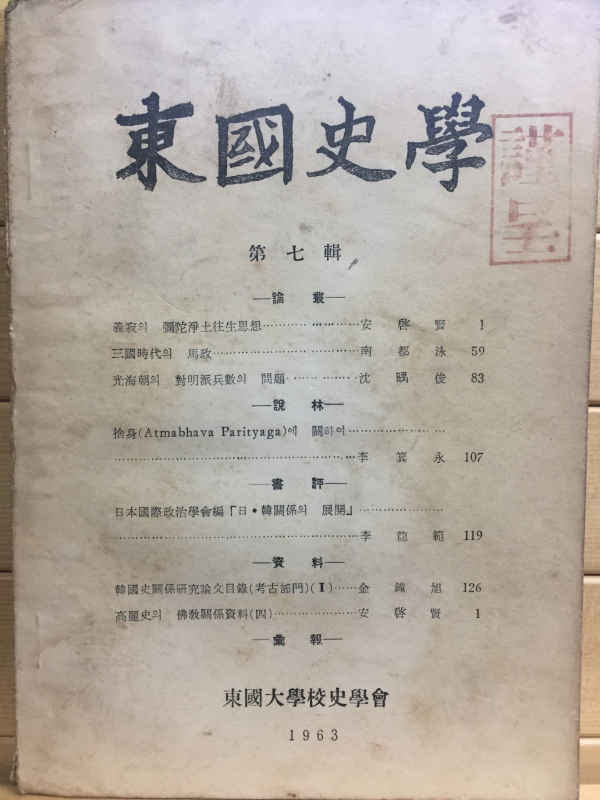 東國史學
謹呈
第七輯
—論叢—
義寂의 彌陀淨土往生思想……………………安啓賢 1
三國時代의 馬政……………………………南都泳 59
光海朝의 對明派兵數의 問題……………沈㬂俊 83
—說林—
捨身(Atmabhava Parityaga)에 關하여……………………
……………………………………………………李箕永 107
—書評—
日本國際政治學會編「日•韓關係의 展開」…………………
……………………………………………………李龍範 119
—資料—
韓國史關係硏究論文目錄(考古部門)(I)……金鐘旭 126
高麗史의 佛敎關係資料(四)…………………安啓賢 1
—彙報—
東國大學校史學會
1963